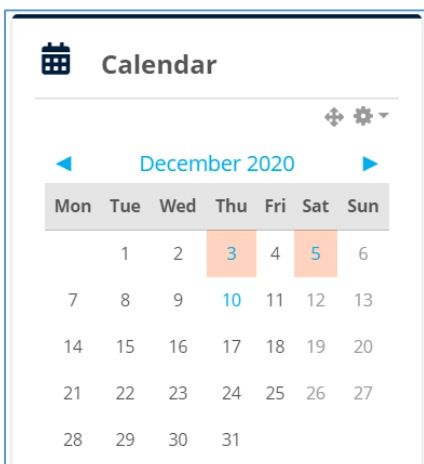 Calendar
◄ December 2020 ►
Mon Tue Wed Thu Fri Sat Sun
1 2 3 4 5 6
7 8 9 10 11 12 13
14 15 16 17 18 19 20
21 22 23 24 25 26 27
28 29 30 31